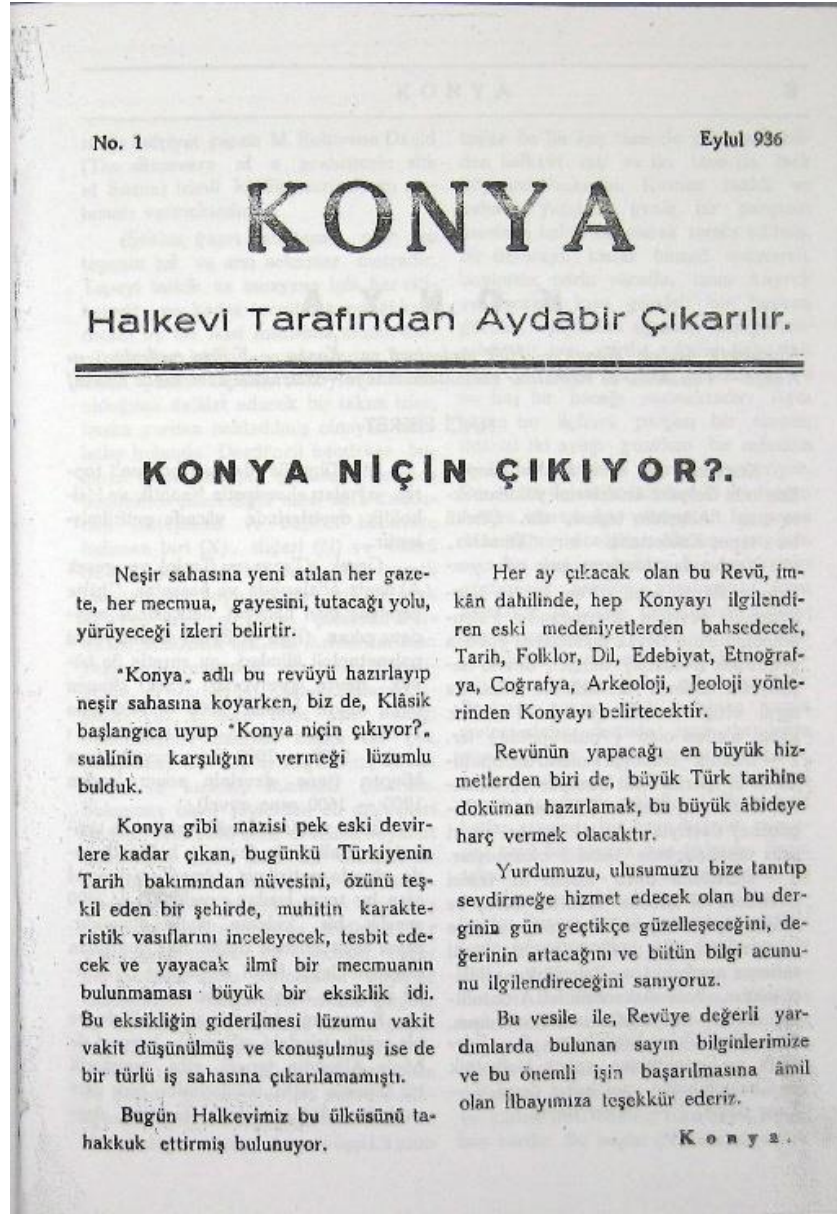 No. 1
Eylul 936
KONYA
Halkevi Tarafından Aydabir Çıkarılır.
KONYA NİÇİN ÇIKIYOR?.
Neşir sahasına yeni atılan her gaze-
te, her mecmua, gayesini, tutacağı yolu,
yürüyeceği izleri belirtir.
"Konya„ adlı bu revüyü hazırlayıp
neşir sahasına koyarken, biz de, Klâsik
başlangıca uyup "Konya niçin çıkıyor?„
sualinin karşılığını vermeği lüzumlu
bulduk.
Konya gibi mazisi pek eski devir-
lere kadar çıkan, bugünkü Türkiyenin
Tarih bakımından nüvesini, özünü teş-
kil eden bir şehirde, muhitin karakte-
ristik vasıflarını inceleyecek, tesbit ede-
cek ve yayacak ilmî bir mecmuanın
bulunmaması büyük bir eksiklik idi.
Bu eksikliğin giderilmesi lüzumu vakit
vakit düşünülmüş ve konuşulmuş ise de
bir türlü iş sahasına çıkarılamamıştı.
Bugün Halkevimiz bu ülküsünü ta-
hakkuk ettirmiş bulunuyor.
Her ay çıkacak olan bu Revü, im-
kân dahilinde, hep Konyayı ilgilendi-
ren eski medeniyetlerden bahsedecek,
Tarih, Folklor, Dil, Edebiyat, Etnoğraf-
ya, Coğrafya, Arkeoloji, Jeoloji yönle-
rinden Konyayı belirtecektir.
Revünün yapacağı en büyük hiz-
metlerden biri de, büyük Türk tarihine
doküman hazırlamak, bu büyük âbideye
harç vermek olacaktır.
Yurdumuzu, ulusumuzu bize tanıtıp
sevdirmeğe hizmet edecek olan bu der-
ginin gün geçtikçe güzelleşeceğini, de-
ğerinin artacağını ve bütün bilgi acunu-
nu ilgilendireceğini sanıyoruz.
Bu vesile ile, Revüye değerli yar-
dımlarda bulunan sayın bilginlerimize
ve bu önemli işin başarılmasına âmil
olan İlbayımıza teşekkür ederiz.
Konya.